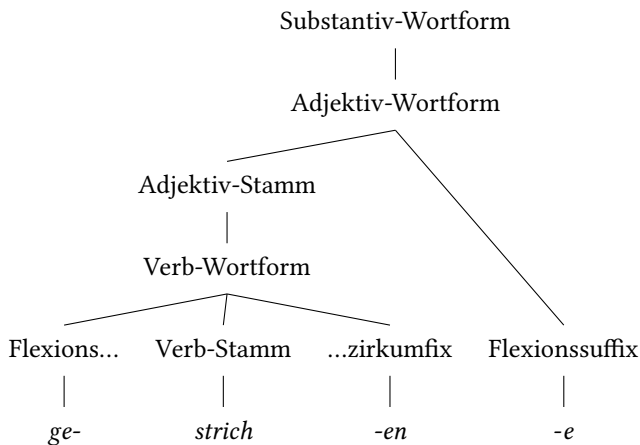 Substantiv-Wortform
Adjektiv-Wortform
Adjektiv-Stamm
Verb-Wortform
Flexions... Verb-Stamm ...zirkumfix Flexionssuffix
ge- strich -en -e